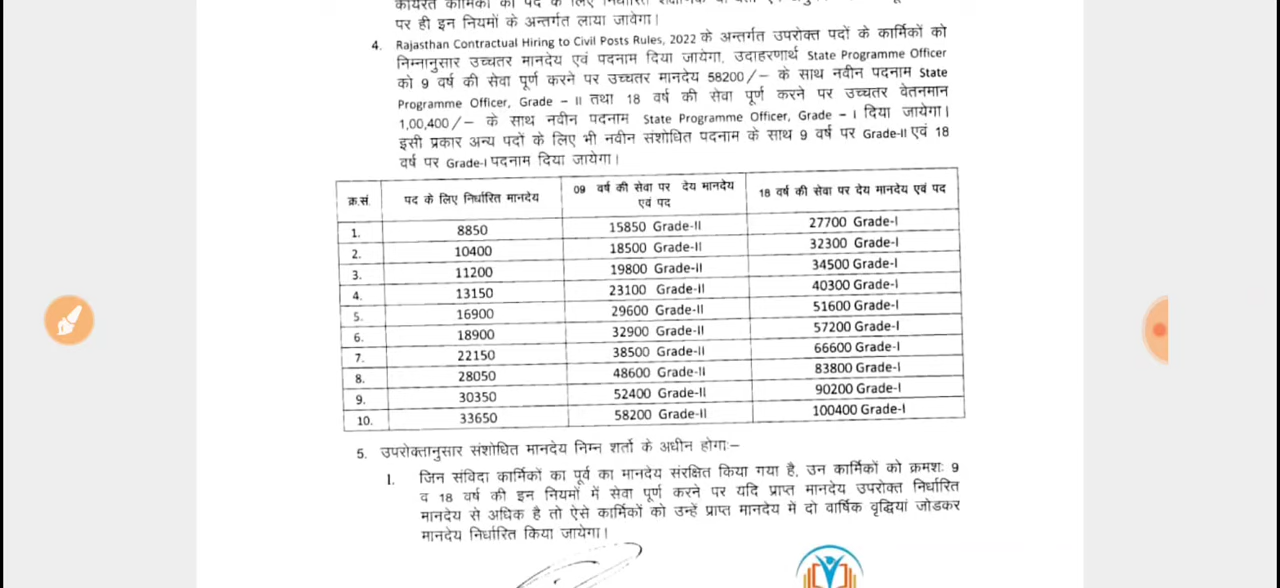 पर ही इन नियमों के अन्तर्गत लाया जावेगा।
4. Rajasthan Contractual Hiring to Civil Posts Rules, 2022 के अन्तर्गत उपरोक्त पदों के कार्मिकों को
निम्नानुसार उच्चतर मानदेय एवं पदनाम दिया जायेगा, उदाहरणार्थ State Programme Officer
को 9 वर्ष की सेवा पूर्ण करने पर उच्चतर मानदेय 58200/– के साथ नवीन पदनाम State
Programme Officer, Grade – II तथा 18 वर्ष की सेवा पूर्ण करने पर उच्चतर वेतनमान
1,00,400/– के साथ नवीन पदनाम State Programme Officer, Grade – I दिया जायेगा।
इसी प्रकार अन्य पदों के लिए भी नवीन संशोधित पदनाम के साथ 9 वर्ष पर Grade-II एवं 18
वर्ष पर Grade-I पदनाम दिया जायेगा।
क्र.सं. पद के लिए निर्धारित मानदेय 09 वर्ष की सेवा पर देय मानदेय एवं पद 18 वर्ष की सेवा पर देय मानदेय एवं पद
1. 8850 15850 Grade-II 27700 Grade-I
2. 10400 18500 Grade-II 32300 Grade-I
3. 11200 19800 Grade-II 34500 Grade-I
4. 13150 23100 Grade-II 40300 Grade-I
5. 16900 29600 Grade-II 51600 Grade-I
6. 18900 32900 Grade-II 57200 Grade-I
7. 22150 38500 Grade-II 66600 Grade-I
8. 28050 48600 Grade-II 83800 Grade-I
9. 30350 52400 Grade-II 90200 Grade-I
10. 33650 58200 Grade-II 100400 Grade-I
5. उपरोक्तानुसार संशोधित मानदेय निम्न शर्तो के अधीन होगाः–
I. जिन संविदा कार्मिकों का पूर्व का मानदेय संरक्षित किया गया है, उन कार्मिकों को क्रमशः 9
व 18 वर्ष की इन नियमों में सेवा पूर्ण करने पर यदि प्राप्त मानदेय उपरोक्त निर्धारित
मानदेय से अधिक है तो ऐसे कार्मिकों को उन्हें प्राप्त मानदेय में दो वार्षिक वृद्धियां जोडकर
मानदेय निर्धारित किया जायेगा।